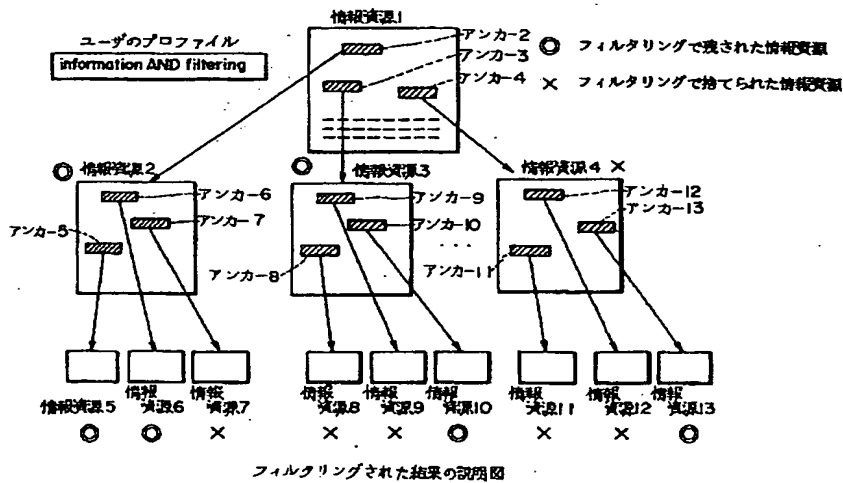 情報資源1
ユーザのプロファイル
information AND filtering
アンカー2
アンカー3
アンカー4
◎ フィルタリングで残された情報資源
× フィルタリングで捨てられた情報資源
◎ 情報資源2
◎ 情報資源3
情報資源4 ×
アンカー6
アンカー7
アンカー5
アンカー9
アンカー10
アンカー8
アンカー12
アンカー13
アンカー11
情報資源5
情報
資源6
情報
資源7
情報
資源8
情報
資源9
情報
資源10
情報
資源11
情報
資源12
情報
資源13
◎ ◎ × × × ◎ × × ◎
フィルタリングされた結果の説明図